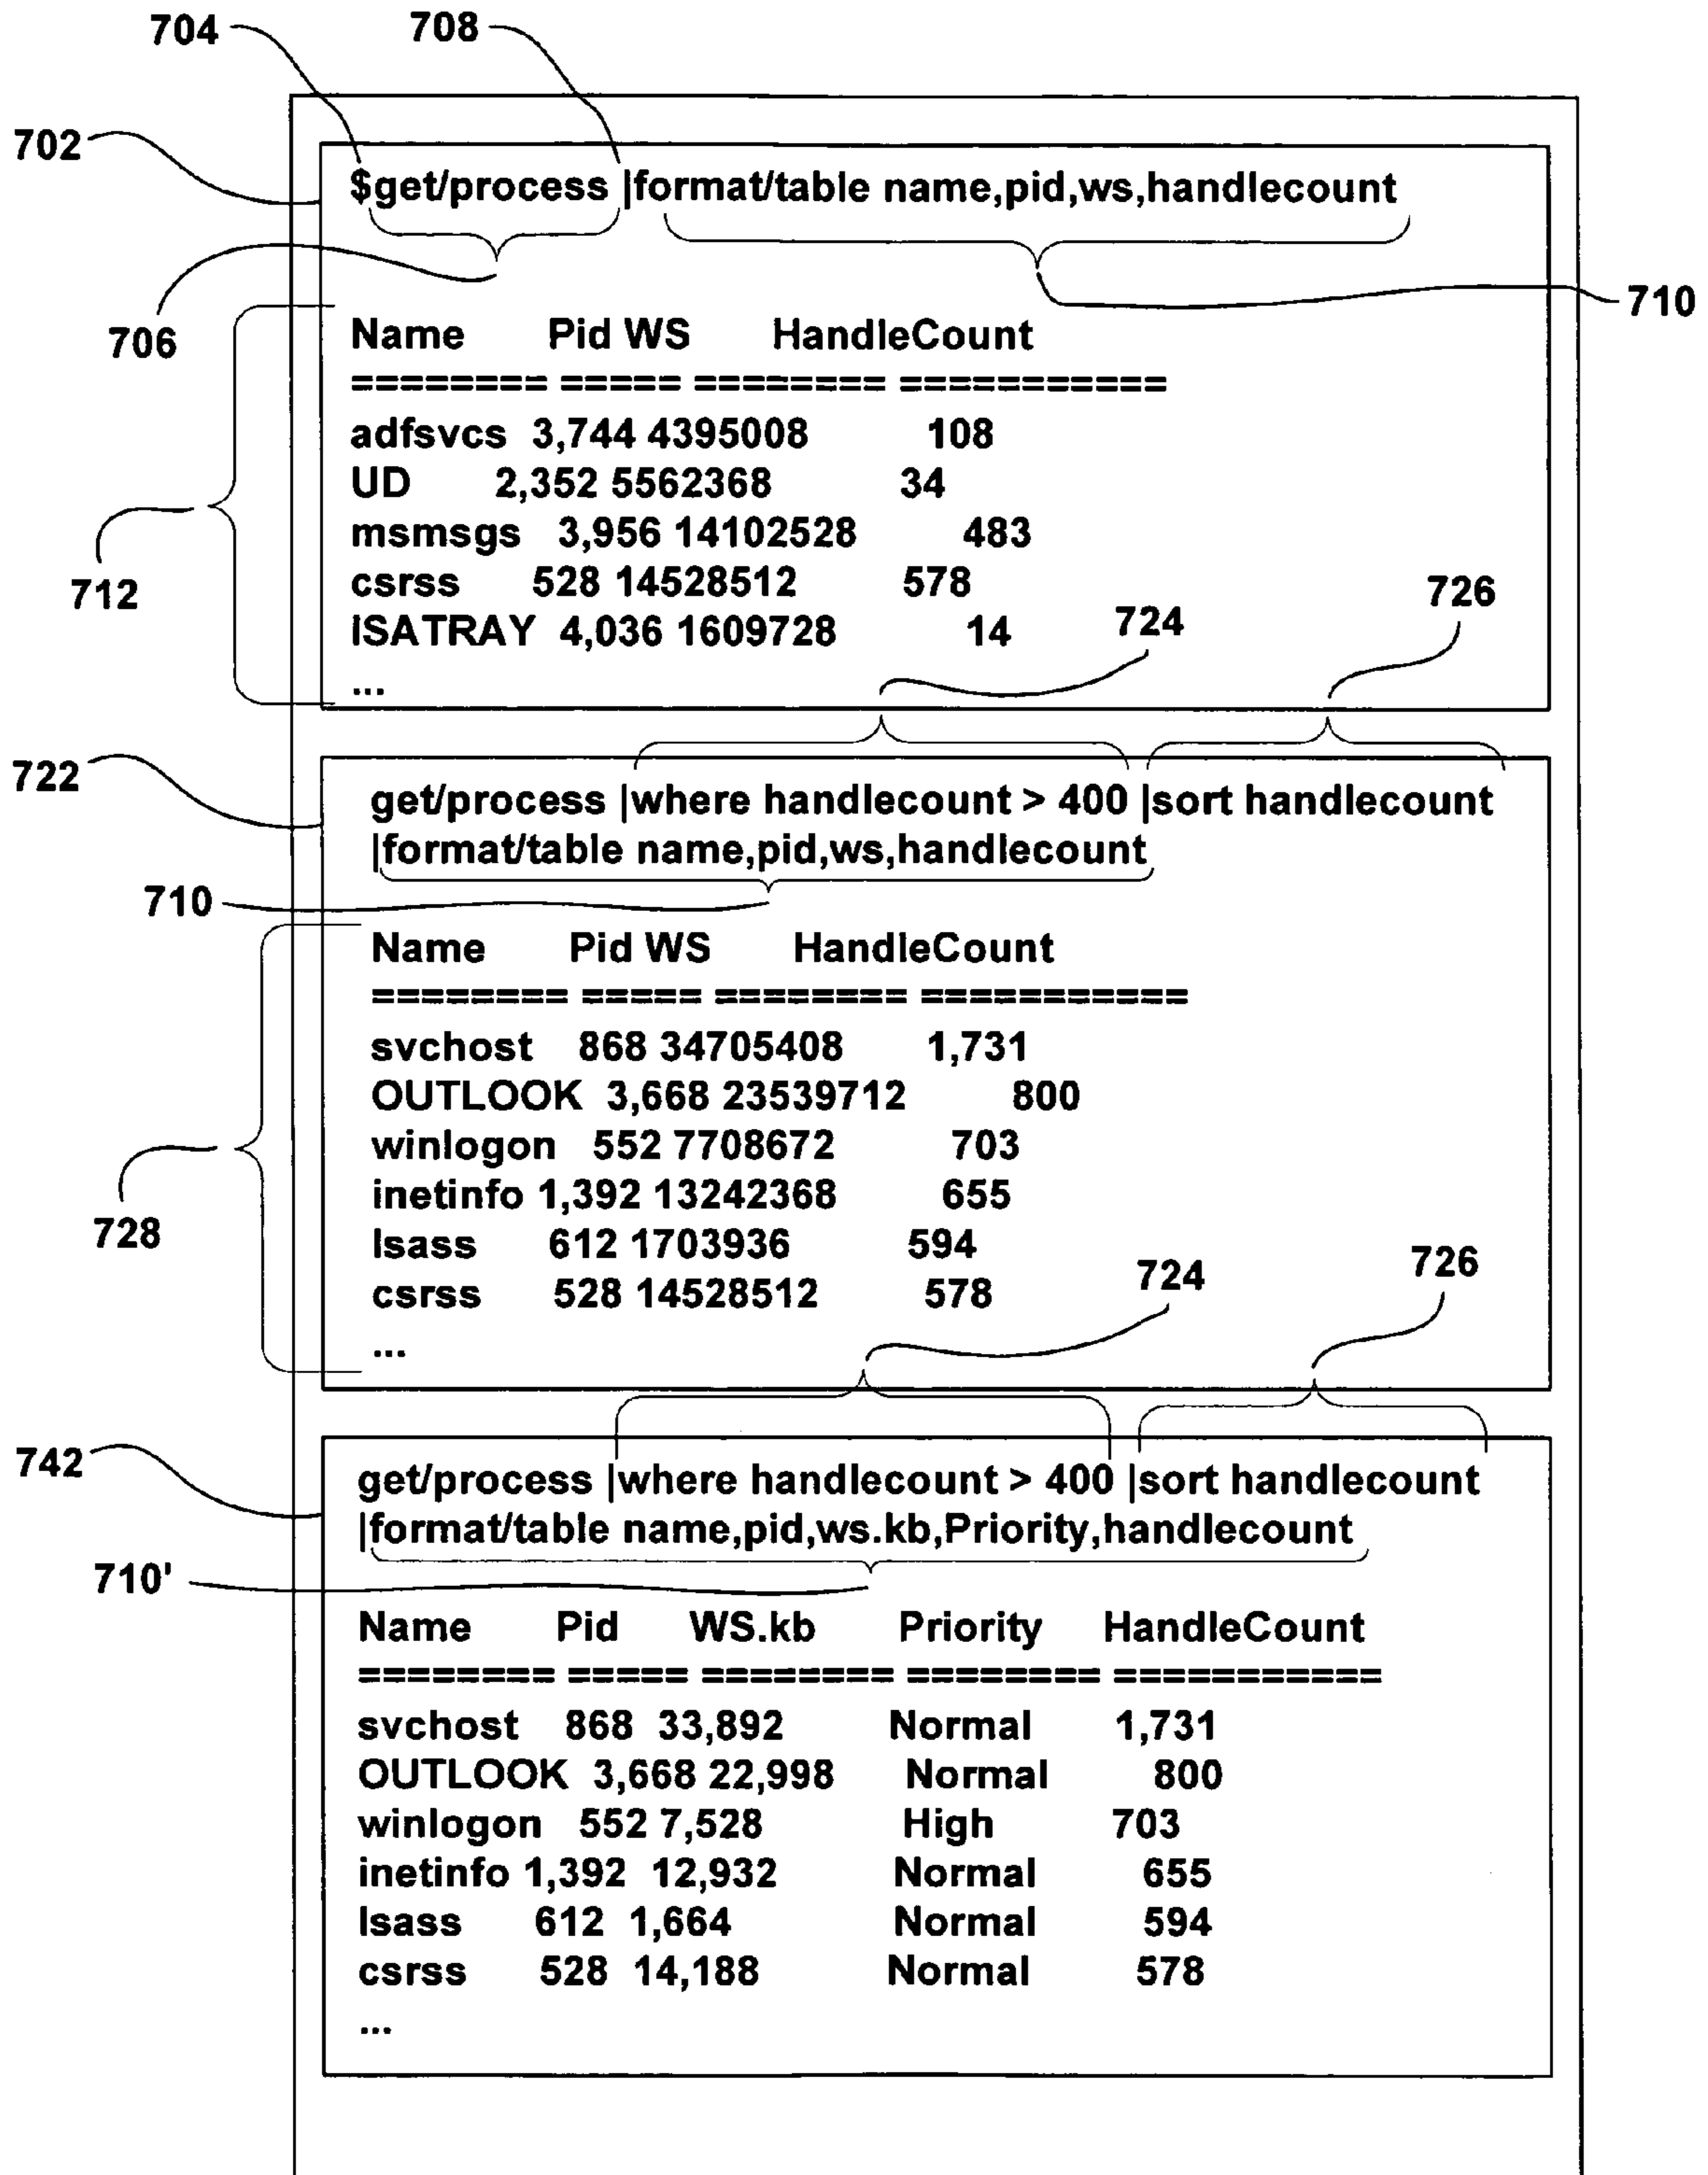 704 708
702
$get/process |format/table name,pid,ws,handlecount
706 710
Name Pid WS HandleCount
======== ===== ======== ===========
adfsvcs 3,744 4395008 108
UD 2,352 5562368 34
msmsgs 3,956 14102528 483
712
csrss 528 14528512 578
ISATRAY 4,036 1609728 14
724 726
...
722
get/process |where handlecount > 400 |sort handlecount
|format/table name,pid,ws,handlecount
710
Name Pid WS HandleCount
======== ===== ======== ===========
svchost 868 34705408 1,731
OUTLOOK 3,668 23539712 800
winlogon 552 7708672 703
inetinfo 1,392 13242368 655
728
lsass 612 1703936 594
csrss 528 14528512 578
724 726
...
742
get/process |where handlecount > 400 |sort handlecount
|format/table name,pid,ws.kb,Priority,handlecount
710'
Name Pid WS.kb Priority HandleCount
======== ===== ======== ======== ===========
svchost 868 33,892 Normal 1,731
OUTLOOK 3,668 22,998 Normal 800
winlogon 552 7,528 High 703
inetinfo 1,392 12,932 Normal 655
lsass 612 1,664 Normal 594
csrss 528 14,188 Normal 578
...